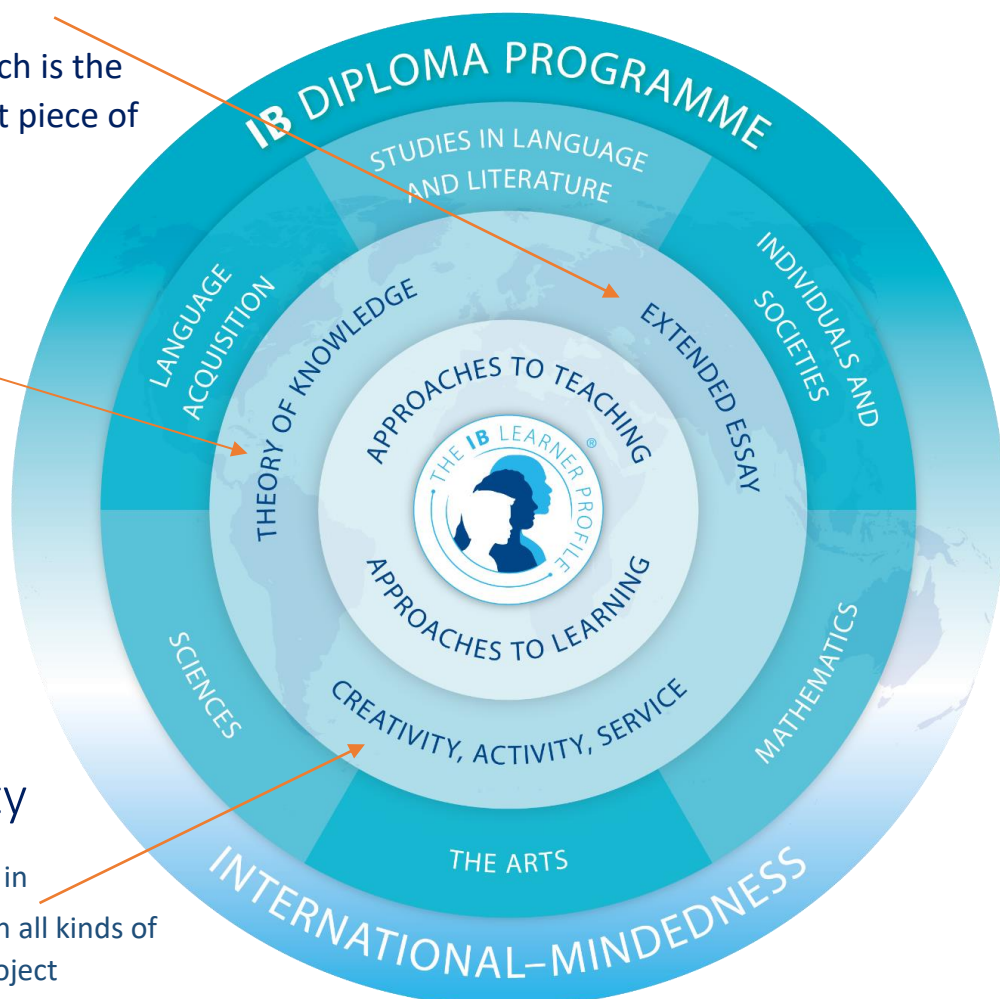 ch is the
t piece of
IB DIPLOMA PROGRAMME
STUDIES IN LANGUAGE
AND LITERATURE
INDIVIDUALS AND
SOCIETIES
LANGUAGE
ACQUISITION
THEORY OF KNOWLEDGE
EXTENDED ESSAY
APPROACHES TO TEACHING
THE IB LEARNER PROFILE
®
APPROACHES TO LEARNING
CREATIVITY, ACTIVITY, SERVICE
SCIENCES
MATHEMATICS
THE ARTS
INTERNATIONAL–MINDEDNESS
ty
in
n all kinds of
oject